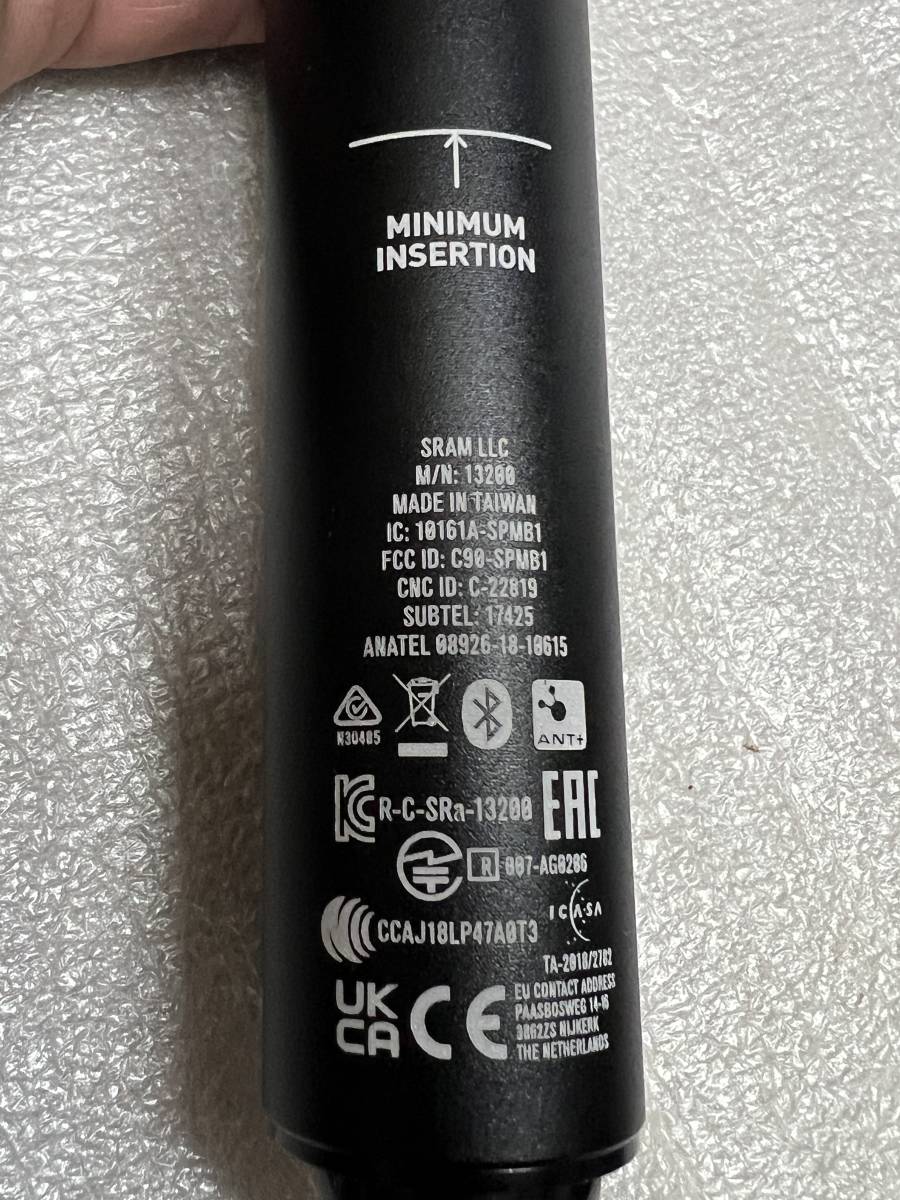 MINIMUM
INSERTION
SRAM LLC
M/N: 13200
MADE IN TAIWAN
IC: 10161A-SPMB1
FCC ID: C90-SPMB1
CNC ID: C-22819
SUBTEL: 17425
ANATEL 08926-18-10615
N30485
ANT+
R-C-SRa-13200
EAC
R 007-AG0286
CCAJ18LP47A0T3
ICASA
TA-2018/2782
UK
CA
CE
EU CONTACT ADDRESS
PAASBOSWEG 14-16
3862ZS NIJKERK
THE NETHERLANDS